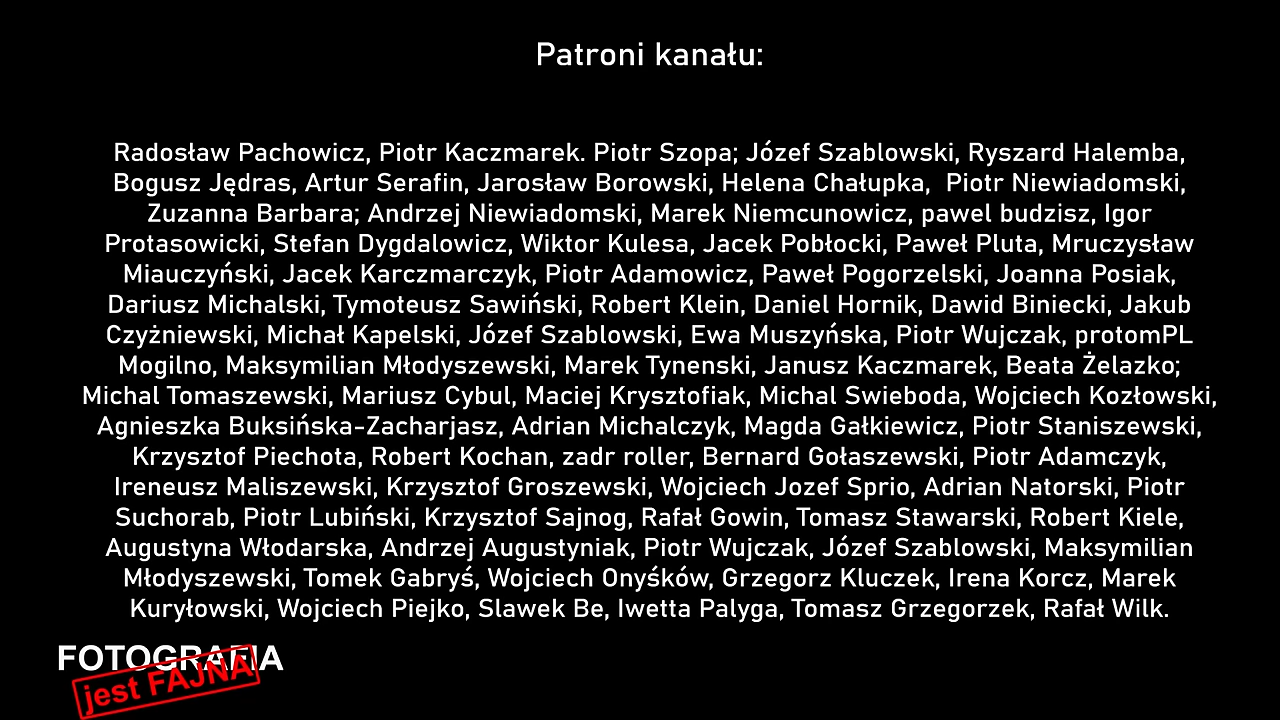 Patroni kanału:
Radosław Pachowicz, Piotr Kaczmarek. Piotr Szopa; Józef Szablowski, Ryszard Halemba,
Bogusz Jędras, Artur Serafin, Jarosław Borowski, Helena Chałupka,  Piotr Niewiadomski,
Zuzanna Barbara; Andrzej Niewiadomski, Marek Niemcunowicz, pawel budzisz, Igor
Protasowicki, Stefan Dygdalowicz, Wiktor Kulesa, Jacek Pobłocki, Paweł Pluta, Mruczysław
Miauczyński, Jacek Karczmarczyk, Piotr Adamowicz, Paweł Pogorzelski, Joanna Posiak,
Dariusz Michalski, Tymoteusz Sawiński, Robert Klein, Daniel Hornik, Dawid Biniecki, Jakub
Czyżniewski, Michał Kapelski, Józef Szablowski, Ewa Muszyńska, Piotr Wujczak, protomPL
Mogilno, Maksymilian Młodyszewski, Marek Tynenski, Janusz Kaczmarek, Beata Żelazko;
Michal Tomaszewski, Mariusz Cybul, Maciej Krysztofiak, Michal Swieboda, Wojciech Kozłowski,
Agnieszka Buksińska-Zacharjasz, Adrian Michalczyk, Magda Gałkiewicz, Piotr Staniszewski,
Krzysztof Piechota, Robert Kochan, zadr roller, Bernard Gołaszewski, Piotr Adamczyk,
Ireneusz Maliszewski, Krzysztof Groszewski, Wojciech Jozef Sprio, Adrian Natorski, Piotr
Suchorab, Piotr Lubiński, Krzysztof Sajnog, Rafał Gowin, Tomasz Stawarski, Robert Kiele,
Augustyna Włodarska, Andrzej Augustyniak, Piotr Wujczak, Józef Szablowski, Maksymilian
Młodyszewski, Tomek Gabryś, Wojciech Onyśków, Grzegorz Kluczek, Irena Korcz, Marek
Kuryłowski, Wojciech Piejko, Slawek Be, Iwetta Palyga, Tomasz Grzegorzek, Rafał Wilk.
FOTOGRAFIA
jest FAJNA